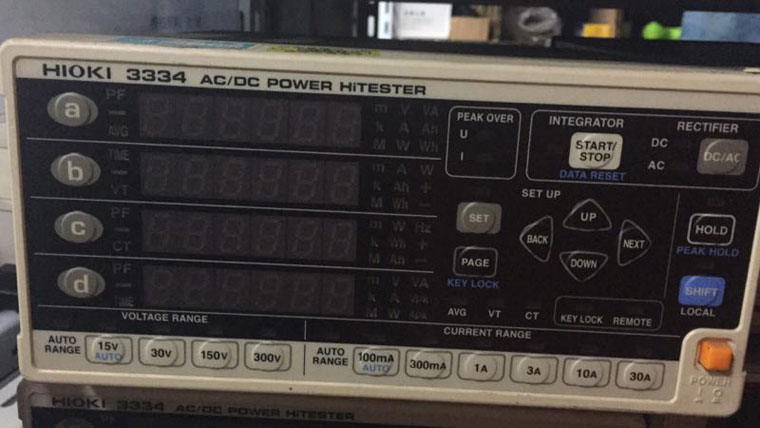 HIOKI 3334 AC/DC POWER HiTESTER
a
PF
AVG
m V VA
k A Ah
M W Wh
b
TIME
VT
m A W
k Ah +
M Wh -
c
PF
CT
m W Hz
k Wh +
M Ah -
d
PF
TIME
m V VA
k A Vpk
M W Apk
PEAK OVER
U
I
INTEGRATOR
START/
STOP
DATA RESET
RECTIFIER
DC
AC
DC/AC
SET UP
SET
UP
BACK
NEXT
DOWN
PAGE
KEY LOCK
HOLD
PEAK HOLD
SHIFT
LOCAL
AVG VT CT
KEY LOCK REMOTE
VOLTAGE RANGE
CURRENT RANGE
AUTO
RANGE
15V
AUTO
30V
150V
300V
AUTO
RANGE
100mA
AUTO
300mA
1A
3A
10A
30A
POWER
HIOKI 3334 AC/DC POWER HiTESTER